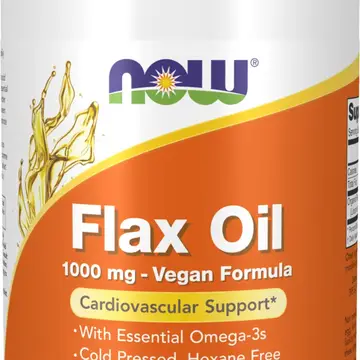 now®
Flax Oil
1000 mg - Vegan Formula
Cardiovascular Support*
• With Essential Omega-3s
• Cold Pressed, Hexane Free